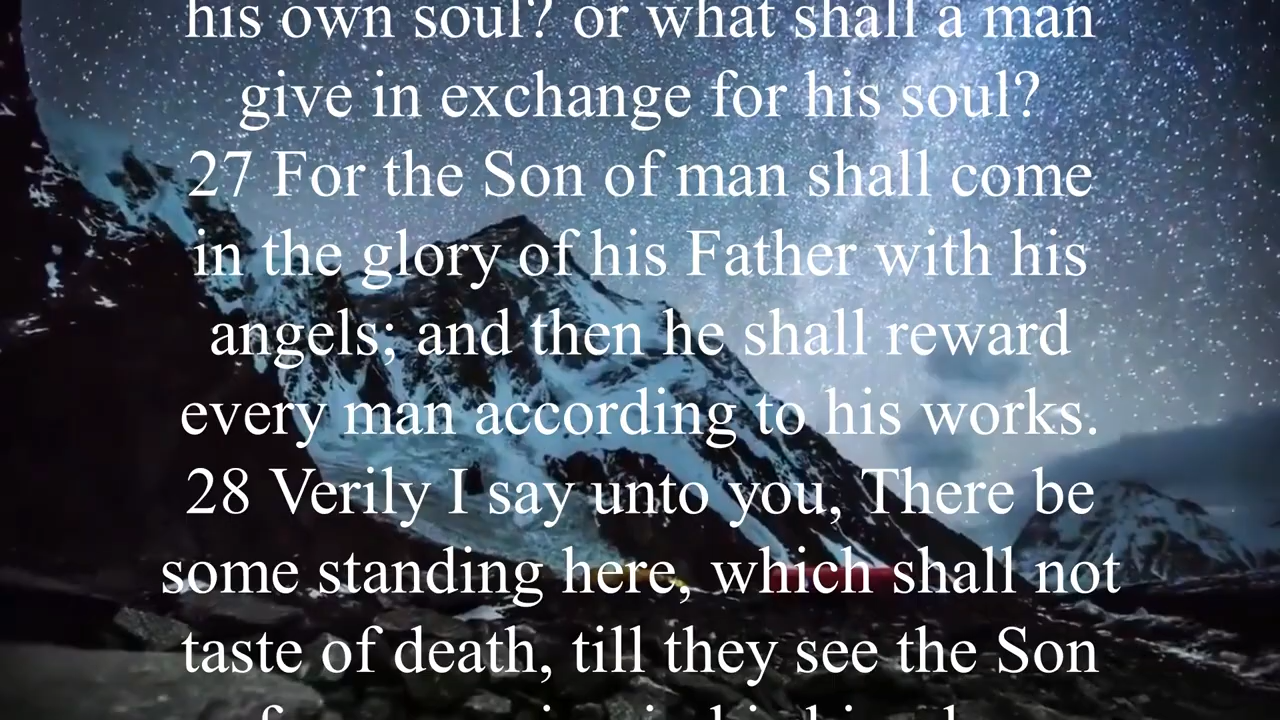 his own soul? or what shall a man
give in exchange for his soul?
27 For the Son of man shall come
in the glory of his Father with his
angels; and then he shall reward
every man according to his works.
28 Verily I say unto you, There be
some standing here, which shall not
taste of death, till they see the Son